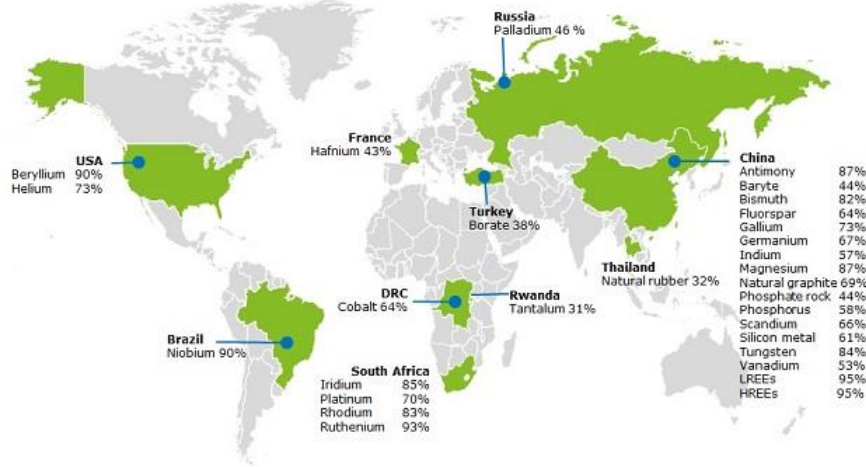 Russia
Palladium 46 %
France
Hafnium 43%
USA
Beryllium 90%
Helium 73%
Turkey
Borate 38%
China
Antimony 87%
Baryte 44%
Bismuth 82%
Fluorspar 64%
Gallium 73%
Germanium 67%
Indium 57%
Magnesium 87%
Natural graphite 69%
Phosphate rock 44%
Phosphorus 58%
Scandium 66%
Silicon metal 61%
Tungsten 84%
Vanadium 53%
LREEs 95%
HREEs 95%
Thailand
Natural rubber 32%
DRC
Cobalt 64%
Rwanda
Tantalum 31%
Brazil
Niobium 90%
South Africa
Iridium 85%
Platinum 70%
Rhodium 83%
Ruthenium 93%